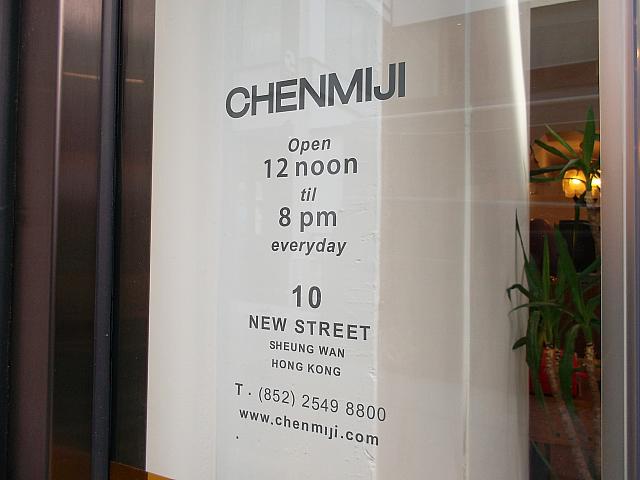 CHENMIJI
Open
12 noon
til
8 pm
everyday
10
NEW STREET
SHEUNG WAN
HONG KONG
T · (852) 2549 8800
www.chenmiji.com